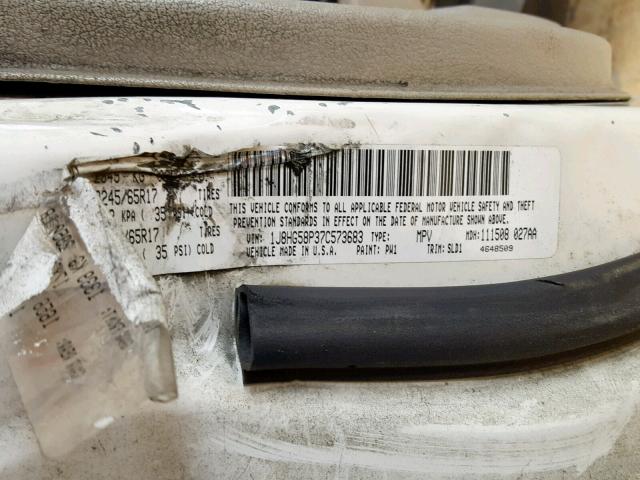 245/65R17 TIRES
KPA ( 35 PSI) COLD
/65R17 TIRES
( 35 PSI) COLD
THIS VEHICLE CONFORMS TO ALL APPLICABLE FEDERAL MOTOR VEHICLE SAFETY AND THEFT
PREVENTION STANDARDS IN EFFECT ON THE DATE OF MANUFACTURE SHOWN ABOVE.
VIN: 1J8HG58P37C573683 TYPE: MPV MDH: 111508 027AA
VEHICLE MADE IN U.S.A. PAINT: PW1 TRIM: SLD1 4648509